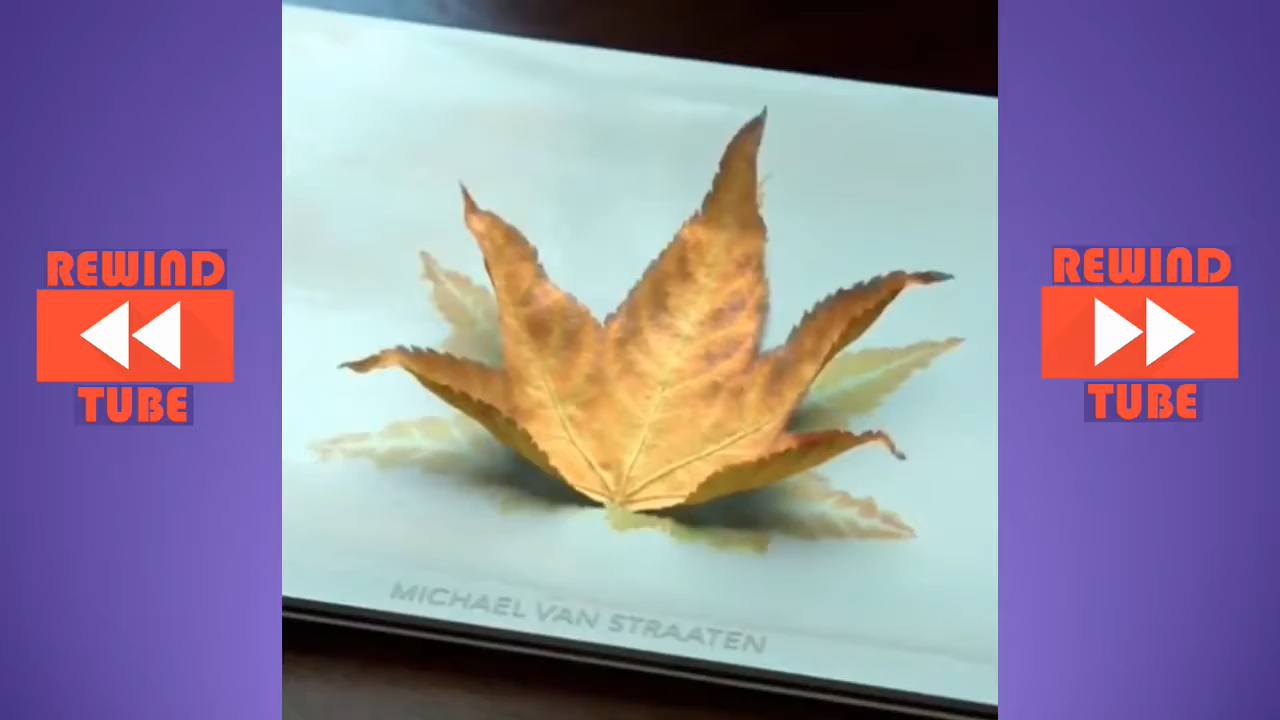 REWIND
TUBE
MICHAEL VAN STRAATEN
REWIND
TUBE